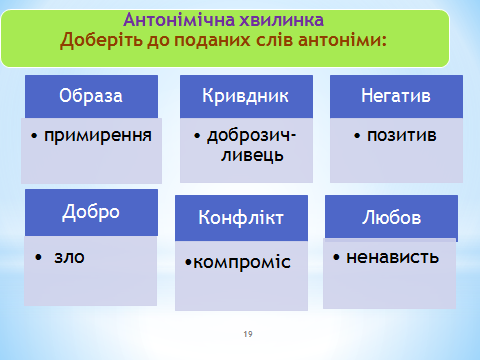 Антонімічна хвилинка
Доберіть до поданих слів антоніми:
Образа
• примирення
Кривдник
• доброзич-
ливець
Негатив
• позитив
Добро
• зло
Конфлікт
•компроміс
Любов
• ненависть
19